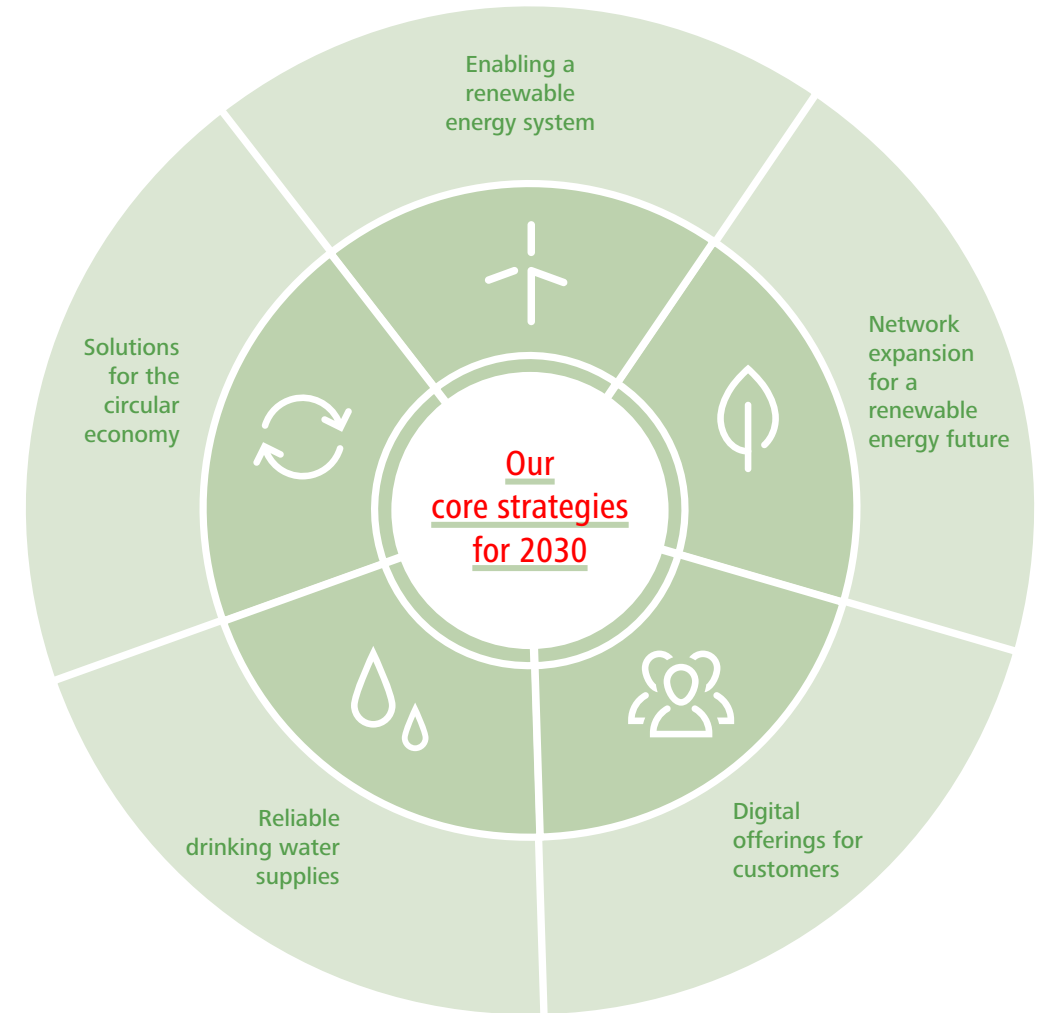 Enabling a
renewable
energy system
Network
expansion
for a
renewable
energy future
Digital
offerings for
customers
Reliable
drinking water
supplies
Solutions
for the
circular
economy
Our
core strategies
for 2030